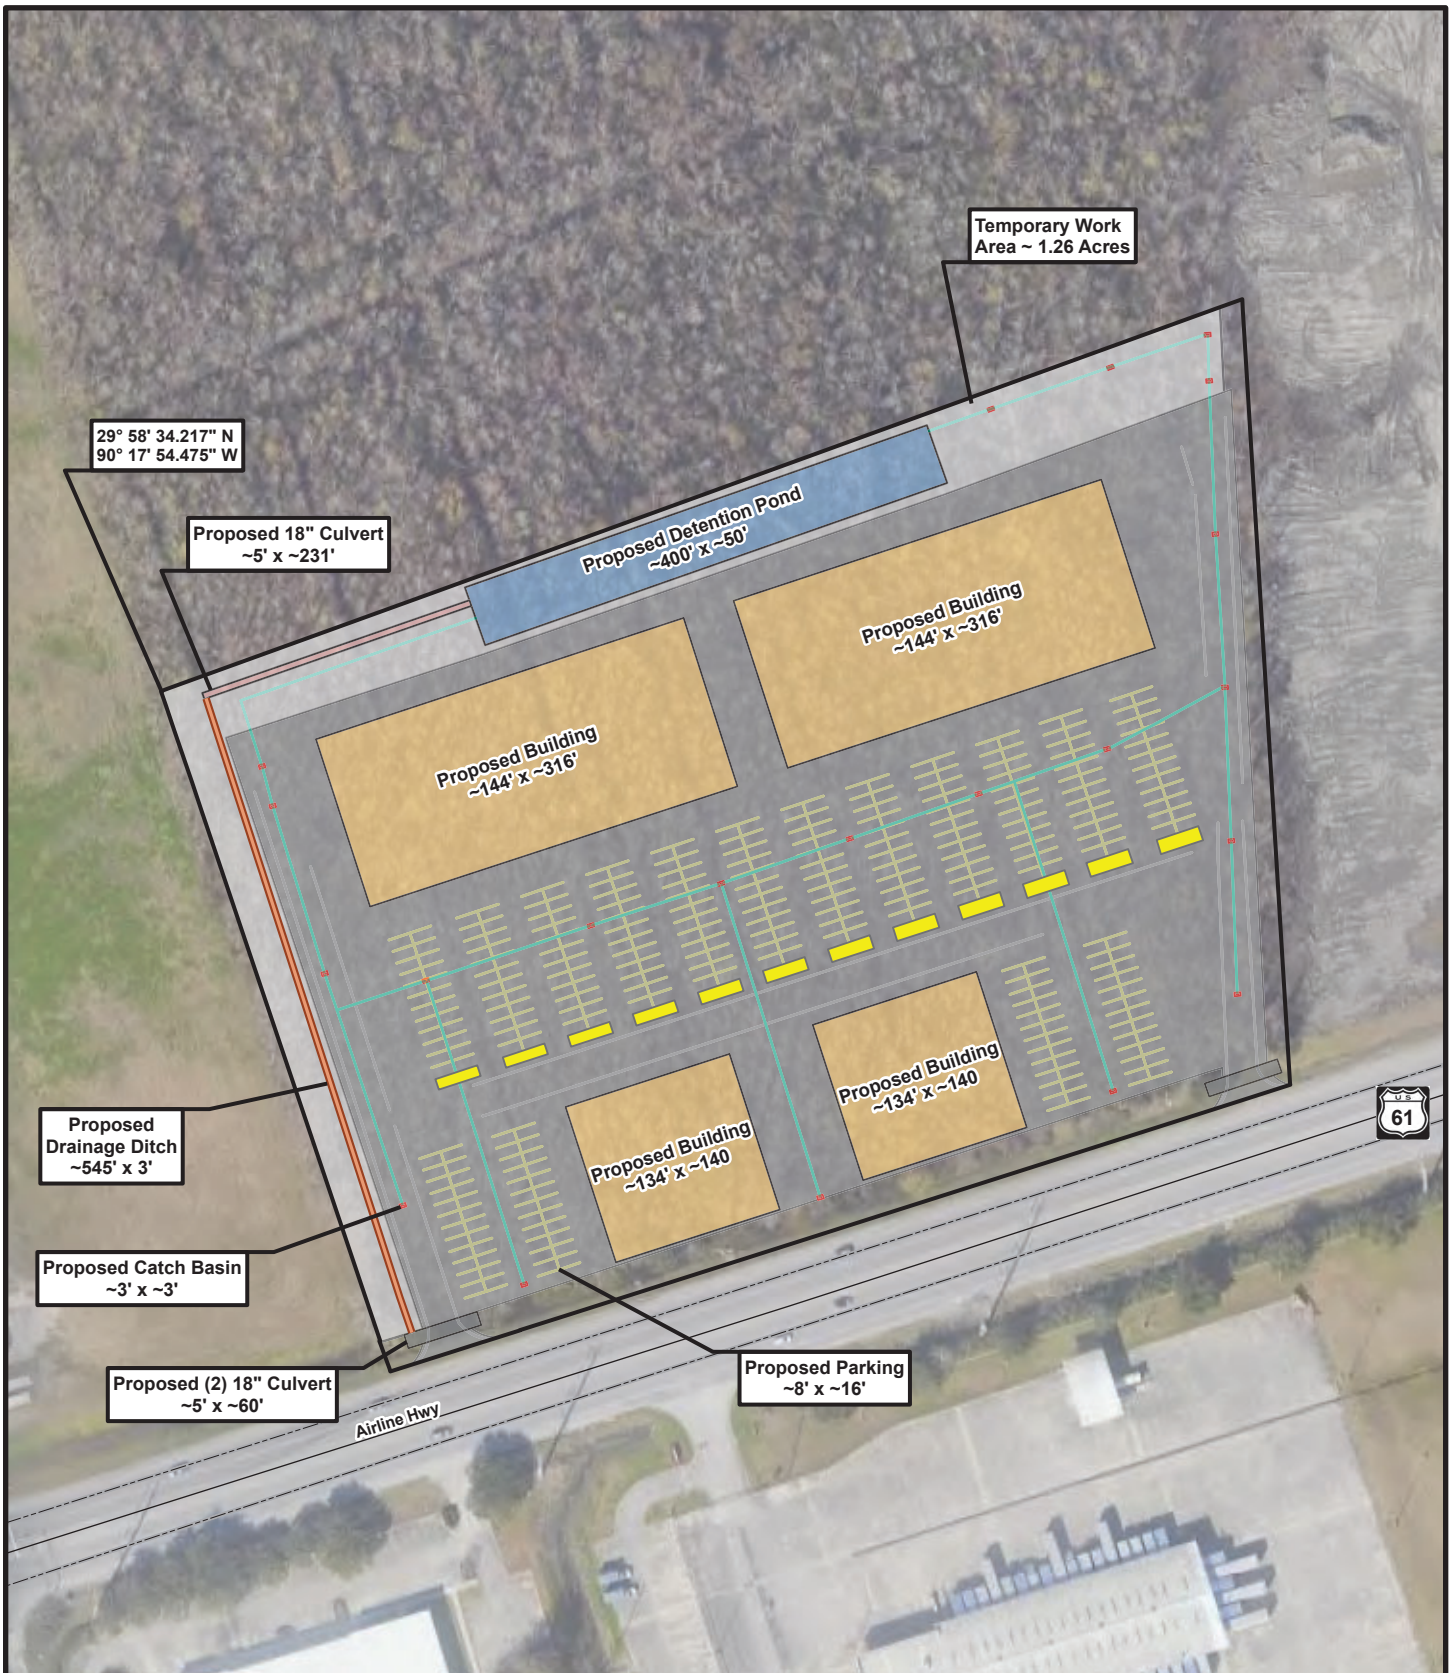 Temporary Work
Area ~ 1.26 Acres
29° 58' 34.217" N
90° 17' 54.475" W
Proposed 18" Culvert
~5' x ~231'
Proposed Detention Pond
~400' x ~50'
Proposed Building
~144' x ~316'
Proposed Building
~144' x ~316'
Proposed Building
~134' x ~140
Proposed Building
~134' x ~140
U S
61
Proposed
Drainage Ditch
~545' x 3'
Proposed Catch Basin
~3' x ~3'
Proposed (2) 18" Culvert
~5' x ~60'
Proposed Parking
~8' x ~16'
Airline Hwy